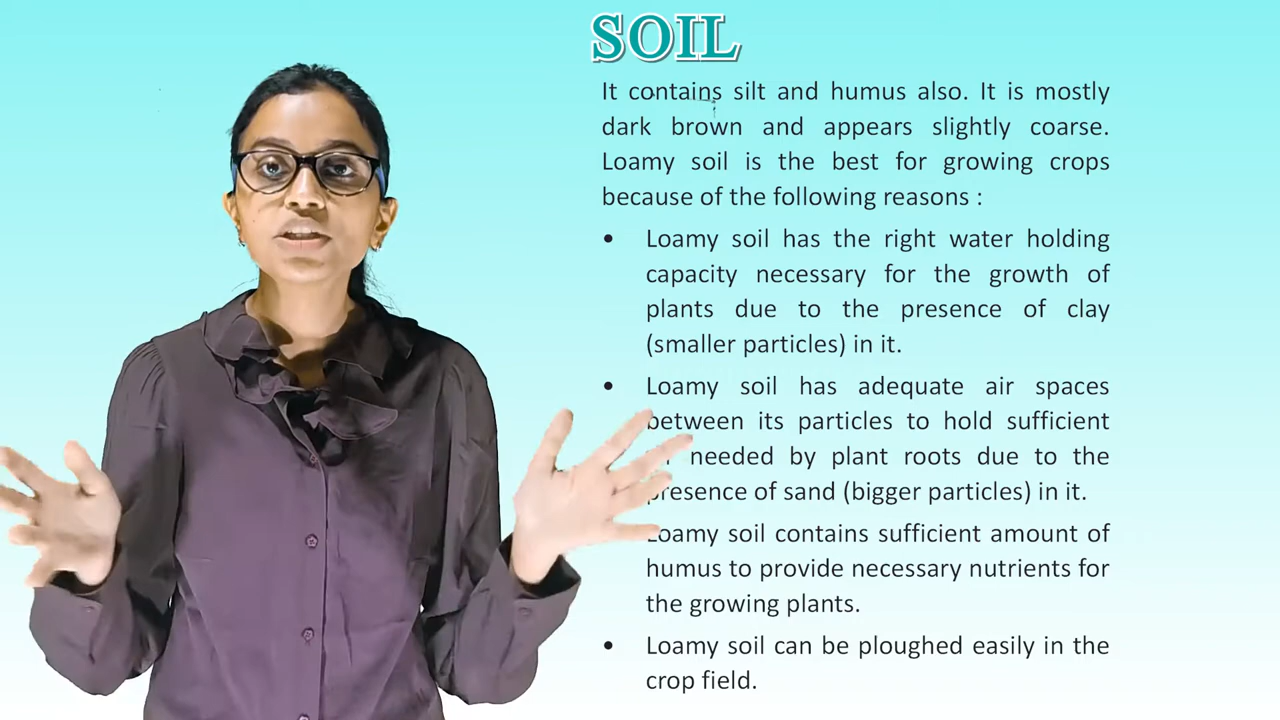 SOIL
It contains silt and humus also. It is mostly
dark brown and appears slightly coarse.
Loamy soil is the best for growing crops
because of the following reasons :
• Loamy soil has the right water holding
capacity necessary for the growth of
plants due to the presence of clay
(smaller particles) in it.
• Loamy soil has adequate air spaces
between its particles to hold sufficient
needed by plant roots due to the
presence of sand (bigger particles) in it.
Loamy soil contains sufficient amount of
humus to provide necessary nutrients for
the growing plants.
• Loamy soil can be ploughed easily in the
crop field.